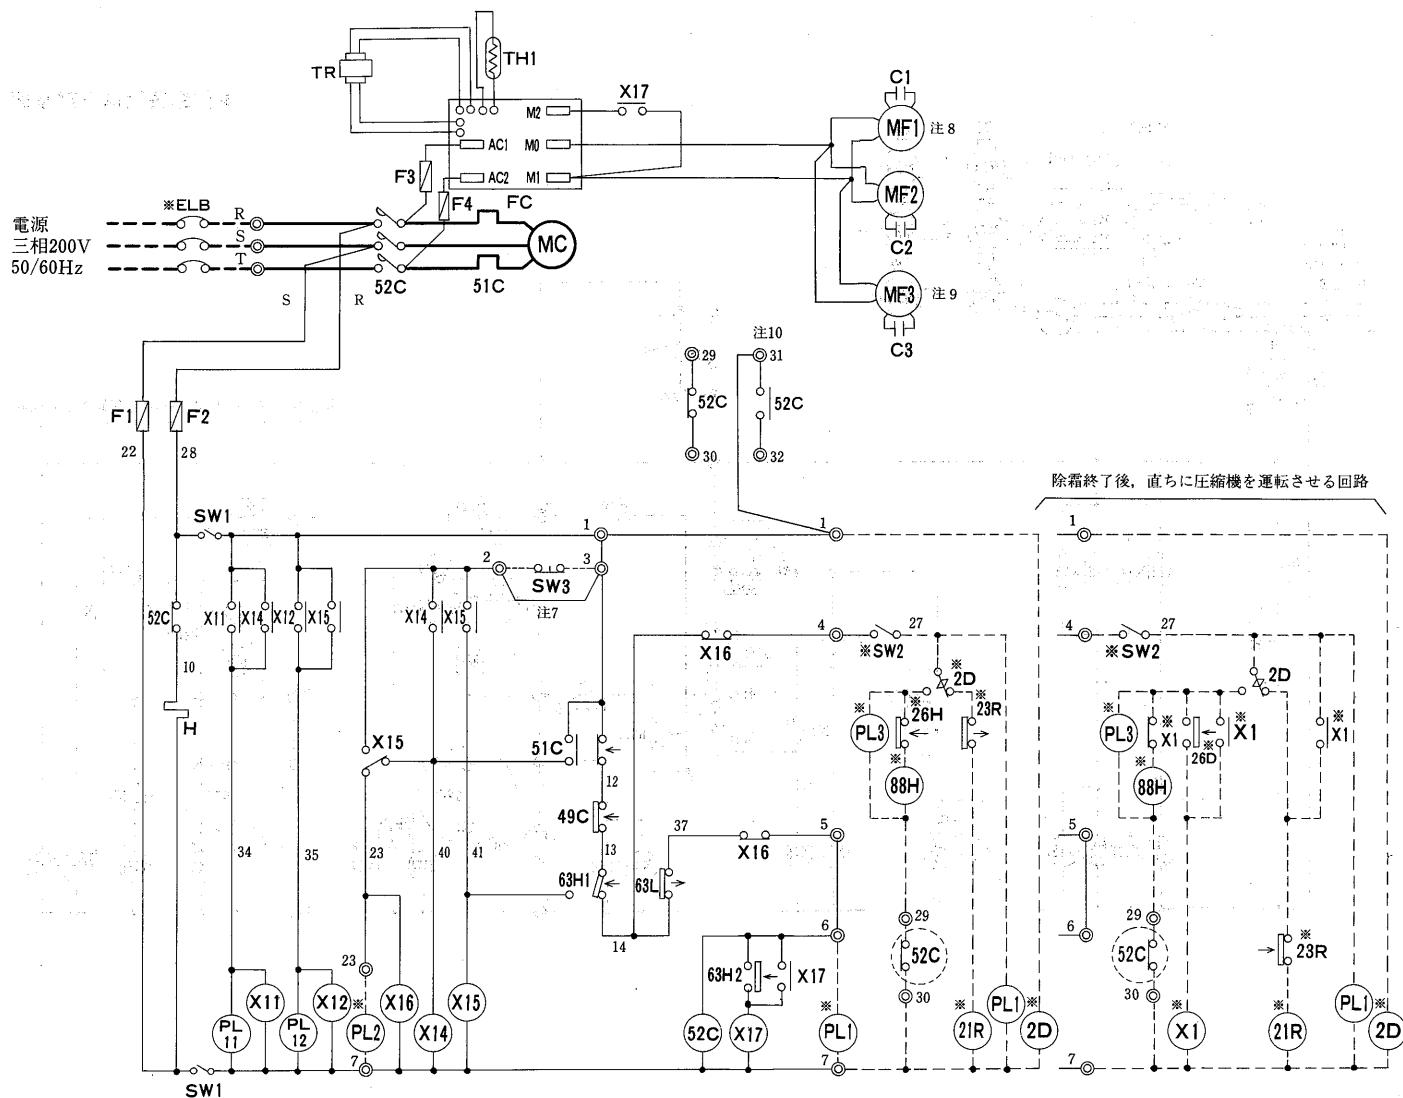 TR
TH1
X17
C1
M2
MF1
注8
AC1
M0
F3
AC2
M1
MF2
F4
FC
C2
※ELB
R
電源
三相200V
50/60Hz
S
T
MC
52C
51C
MF3
注9
C3
S
R
注10
29
31
52C
52C
30
32
F1
F2
22
28
除霜終了後，直ちに圧縮機を運転させる回路
SW1
1
1
1
2
3
SW3
注7
52C
X11
X14
X12
X15
X14
X15
4
27
※SW2
X16
4
27
※SW2
10
H
※
2D
※
26H
※
23R
※
PL3
※
88H
2D
※
PL3
※
X1
※
26D
※
X1
※
X1
88H
X15
51C
12
49C
13
37
X16
5
5
34
35
23
40
41
63H1
63L
14
6
6
29
52C
30
29
52C
30
※
23R
63H2
X17
23
X11
X12
※
X16
X15
PL
11
PL
12
PL2
X14
52C
X17
※
PL1
※
21R
PL1
※
2D
※
X1
※
21R
PL1
※
2D
7
7
7
SW1